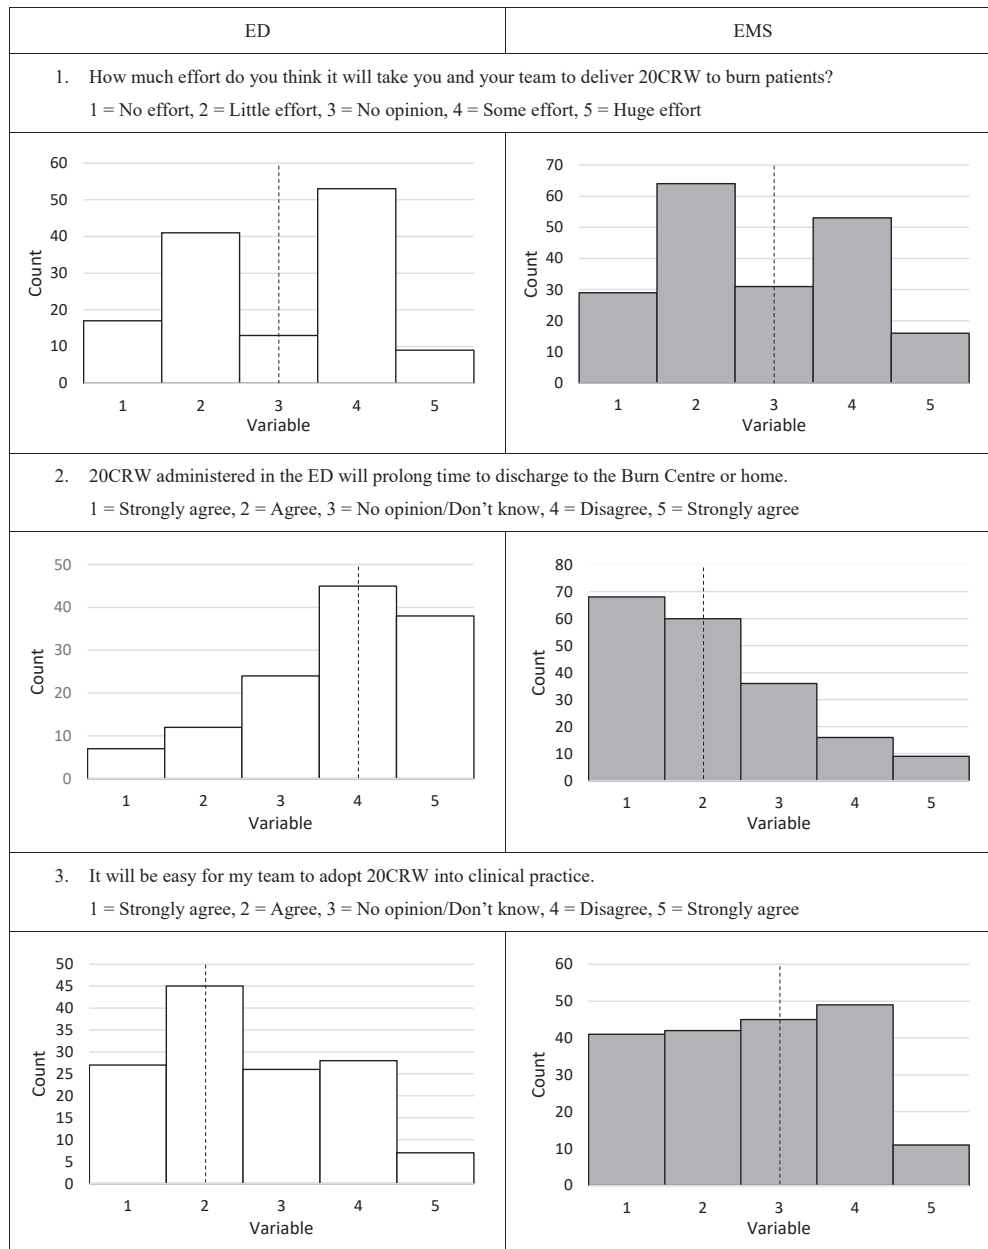 ED
EMS
1. How much effort do you think it will take you and your team to deliver 20CRW to burn patients?
1 = No effort, 2 = Little effort, 3 = No opinion, 4 = Some effort, 5 = Huge effort
60
50
40
30
20
10
0
Count
1 2 3 4 5
Variable
70
60
50
40
30
20
10
0
Count
1 2 3 4 5
Variable
2. 20CRW administered in the ED will prolong time to discharge to the Burn Centre or home.
1 = Strongly agree, 2 = Agree, 3 = No opinion/Don’t know, 4 = Disagree, 5 = Strongly agree
50
40
30
20
10
0
Count
1 2 3 4 5
Variable
80
70
60
50
40
30
20
10
0
Count
1 2 3 4 5
Variable
3. It will be easy for my team to adopt 20CRW into clinical practice.
1 = Strongly agree, 2 = Agree, 3 = No opinion/Don’t know, 4 = Disagree, 5 = Strongly agree
50
45
40
35
30
25
20
15
10
5
0
Count
1 2 3 4 5
Variable
60
50
40
30
20
10
0
Count
1 2 3 4 5
Variable